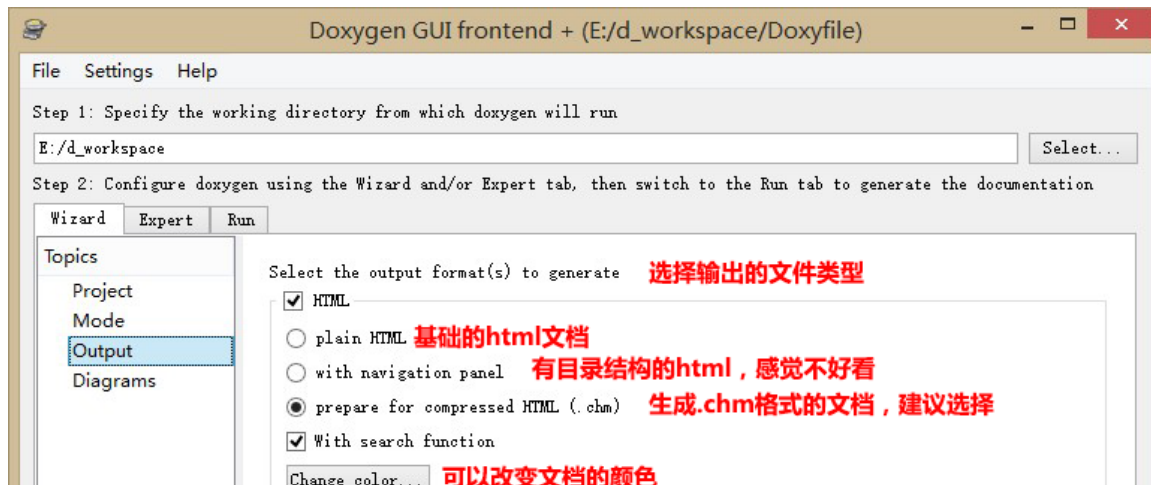 Doxygen GUI frontend + (E:/d_workspace/Doxyfile)
File Settings Help
Step 1: Specify the working directory from which doxygen will run
E:/d_workspace Select...
Step 2: Configure doxygen using the Wizard and/or Expert tab, then switch to the Run tab to generate the documentation
Wizard Expert Run
Topics
Project
Mode
Output
Diagrams
Select the output format(s) to generate 选择输出的文件类型
HTML
plain HTML 基础的html文档
with navigation panel 有目录结构的html，感觉不好看
prepare for compressed HTML (.chm) 生成.chm格式的文档，建议选择
With search function
Change color... 可以改变文档的颜色